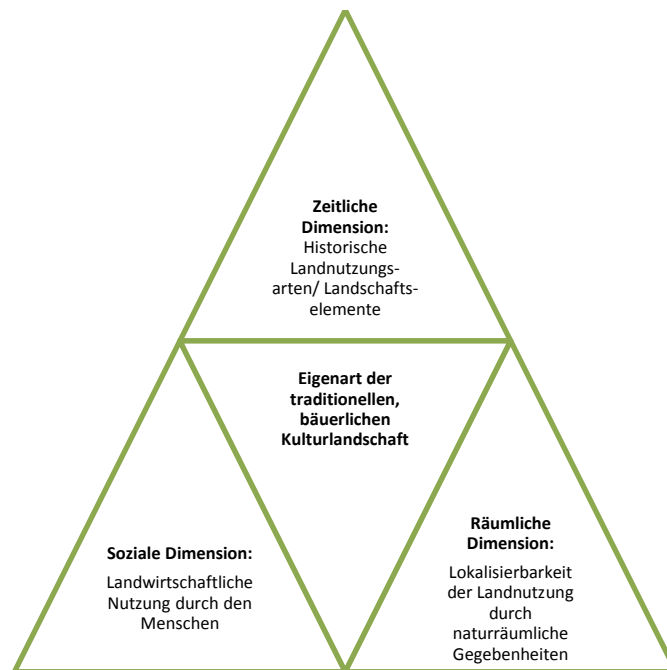 Zeitliche
Dimension:
Historische
Landnutzungs-
arten/ Landschafts-
elemente
Eigenart der
traditionellen,
bäuerlichen
Kulturlandschaft
Soziale Dimension:
Landwirtschaftliche
Nutzung durch den
Menschen
Räumliche
Dimension:
Lokalisierbarkeit
der Landnutzung
durch
naturräumliche
Gegebenheiten